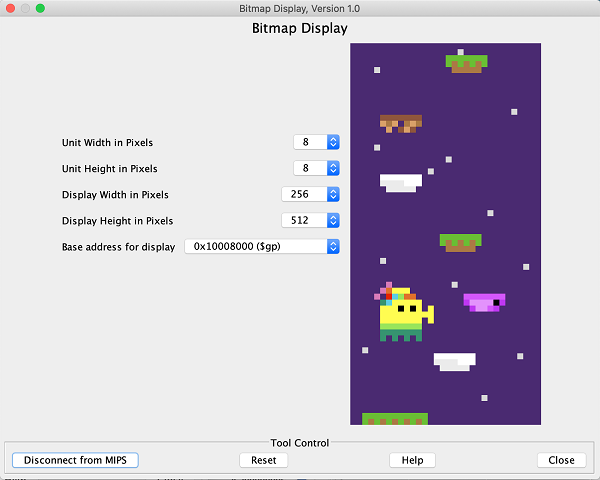 Bitmap Display, Version 1.0
Bitmap Display
Unit Width in Pixels 8
Unit Height in Pixels 8
Display Width in Pixels 256
Display Height in Pixels 512
Base address for display 0x10008000 ($gp)
Tool Control
Disconnect from MIPS Reset Help Close